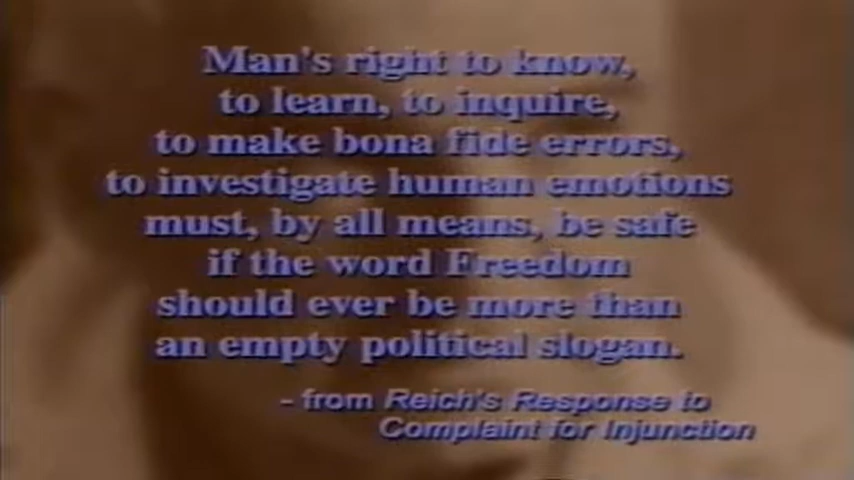 Man's right to know,
to learn, to inquire,
to make bona fide errors,
to investigate human emotions
must, by all means, be safe
if the word Freedom
should ever be more than
an empty political slogan.
- from Reich's Response to
Complaint for Injunction